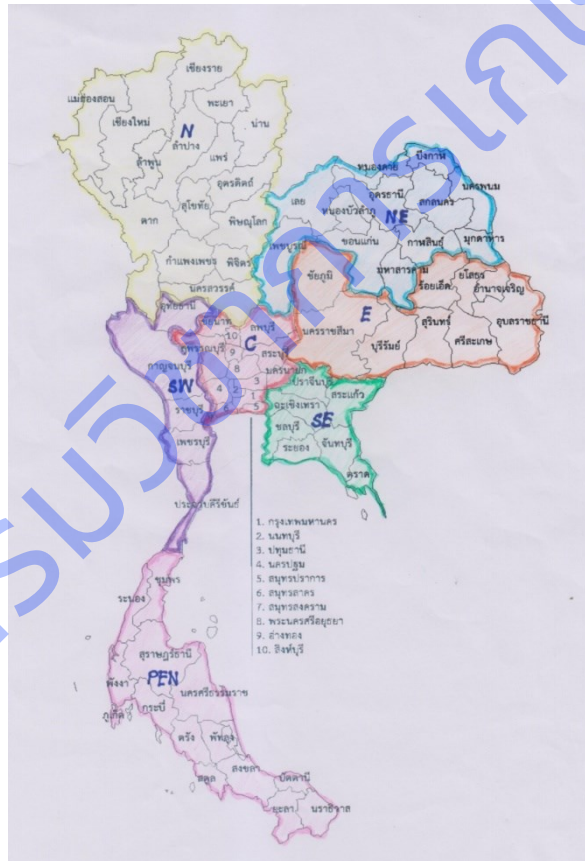 เชียงราย
แม่ฮ่องสอน
พะเยา
เชียงใหม่
น่าน
N
ลำปาง
ลำพูน
แพร่
อุตรดิตถ์
สุโขทัย
ตาก
พิษณุโลก
กำแพงเพชร
พิจิตร
นครสวรรค์
อุทัยธานี
บึงกาฬ
หนองคาย
นครพนม
เลย
อุดรธานี
สกลนคร
หนองบัวลำภู
NE
ขอนแก่น
กาฬสินธุ์
มุกดาหาร
เพชรบูรณ์
มหาสารคาม
ชัยภูมิ
ร้อยเอ็ด
ยโสธร
อำนาจเจริญ
E
นครราชสีมา
สุรินทร์
อุบลราชธานี
บุรีรัมย์
ศรีสะเกษ
ชัยนาท
ลพบุรี
10
C
สุพรรณบุรี
9
สระบุรี
8
นครนายก
4
2
3
1
5
กาญจนบุรี
SW
ราชบุรี
เพชรบุรี
ประจวบคีรีขันธ์
ปราจีนบุรี
สระแก้ว
ฉะเชิงเทรา
ชลบุรี
SE
ระยอง
จันทบุรี
ตราด
1. กรุงเทพมหานคร
2. นนทบุรี
3. ปทุมธานี
4. นครปฐม
5. สมุทรปราการ
6. สมุทรสาคร
7. สมุทรสงคราม
8. พระนครศรีอยุธยา
9. อ่างทอง
10. สิงห์บุรี
ชุมพร
ระนอง
สุราษฎร์ธานี
พังงา
PEN
นครศรีธรรมราช
ภูเก็ต
กระบี่
ตรัง
พัทลุง
สตูล
สงขลา
ปัตตานี
ยะลา
นราธิวาส